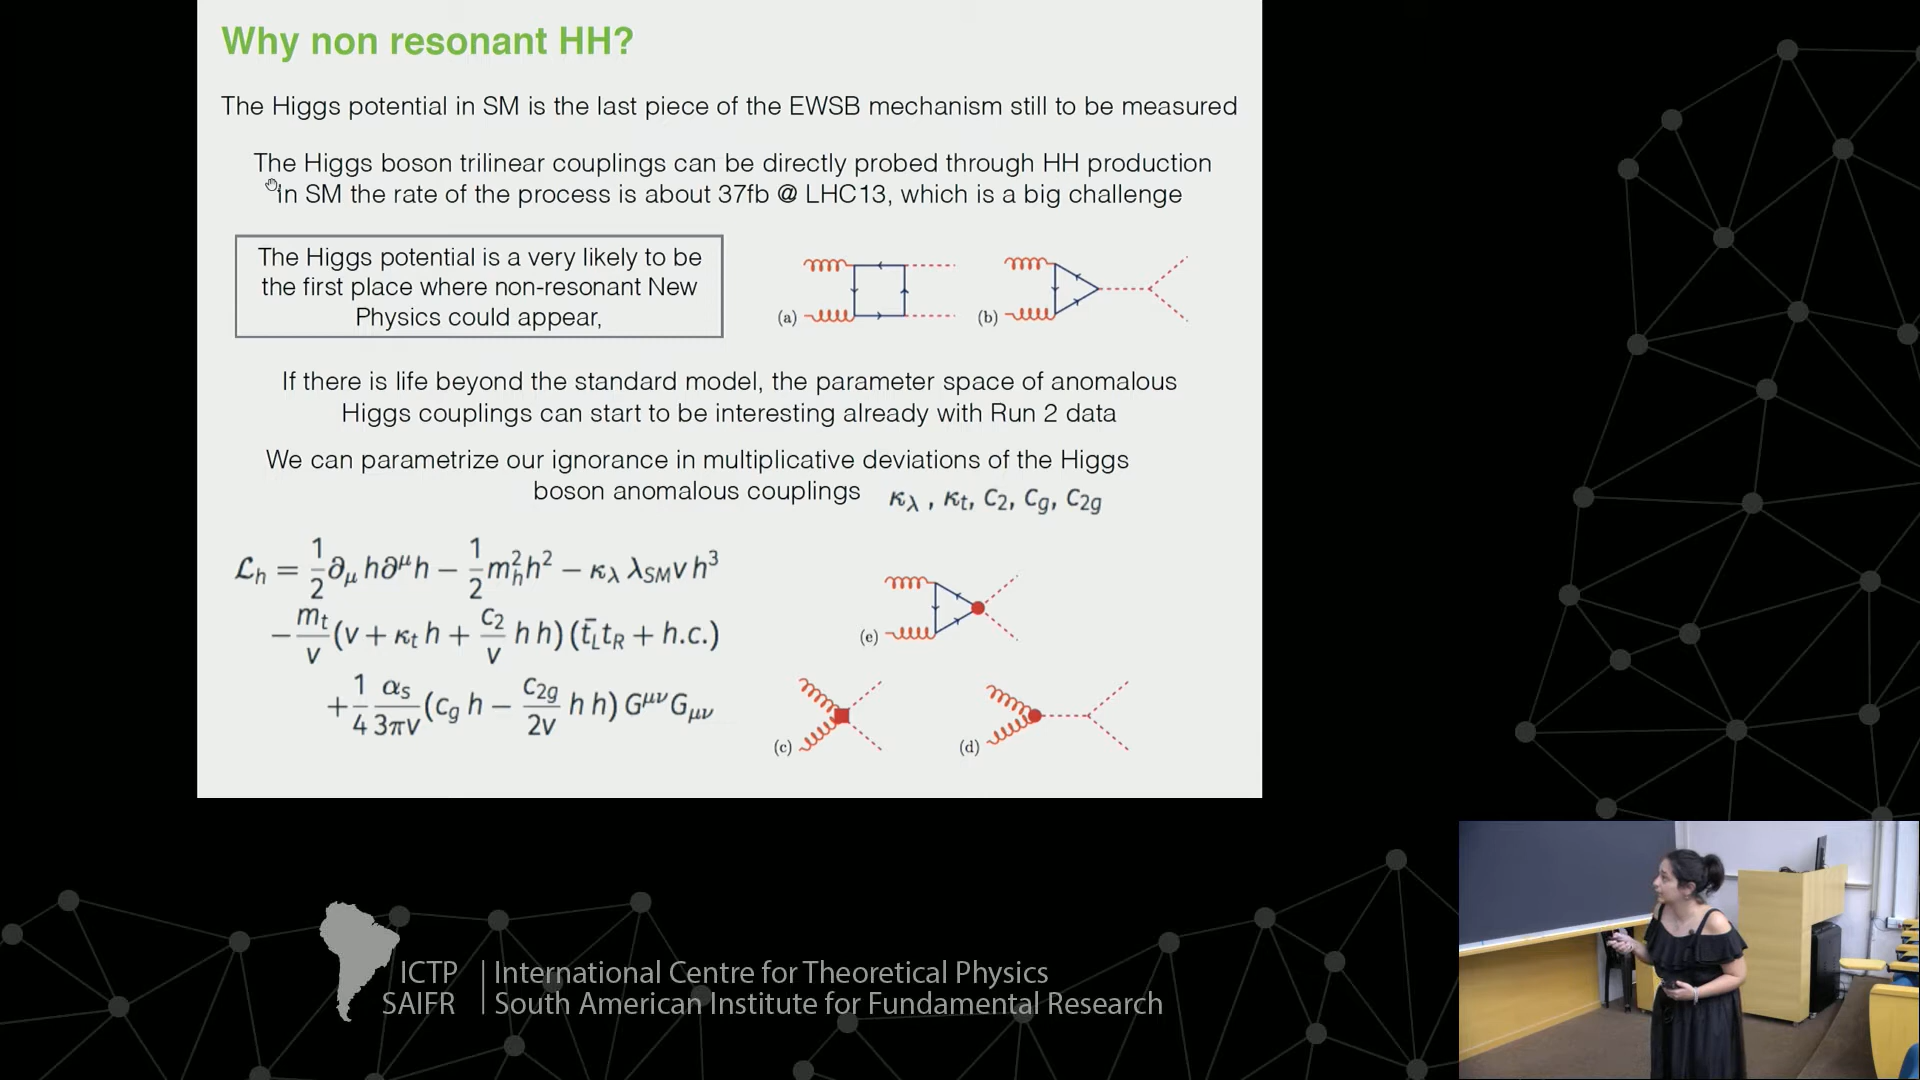 Why non resonant HH?
The Higgs potential in SM is the last piece of the EWSB mechanism still to be measured
The Higgs boson trilinear couplings can be directly probed through HH production
In SM the rate of the process is about 37fb @ LHC13, which is a big challenge
The Higgs potential is a very likely to be
the first place where non-resonant New
Physics could appear,
(a)
(b)
If there is life beyond the standard model, the parameter space of anomalous
Higgs couplings can start to be interesting already with Run 2 data
We can parametrize our ignorance in multiplicative deviations of the Higgs
boson anomalous couplings κ_λ , κ_t, C_2, C_g, C_2g
ℒ_h = 1/2 ∂_μ h∂^μ h − 1/2 m_h^2 h^2 − κ_λ λ_SM v h^3
− m_t/v (v + κ_t h + c_2/v h h) (t̄_L t_R + h.c.)
+ 1/4 α_s/3πv (c_g h − c_2g/2v h h) G^μν G_μν
(e)
(c)
(d)
ICTP | International Centre for Theoretical Physics
SAIFR | South American Institute for Fundamental Research